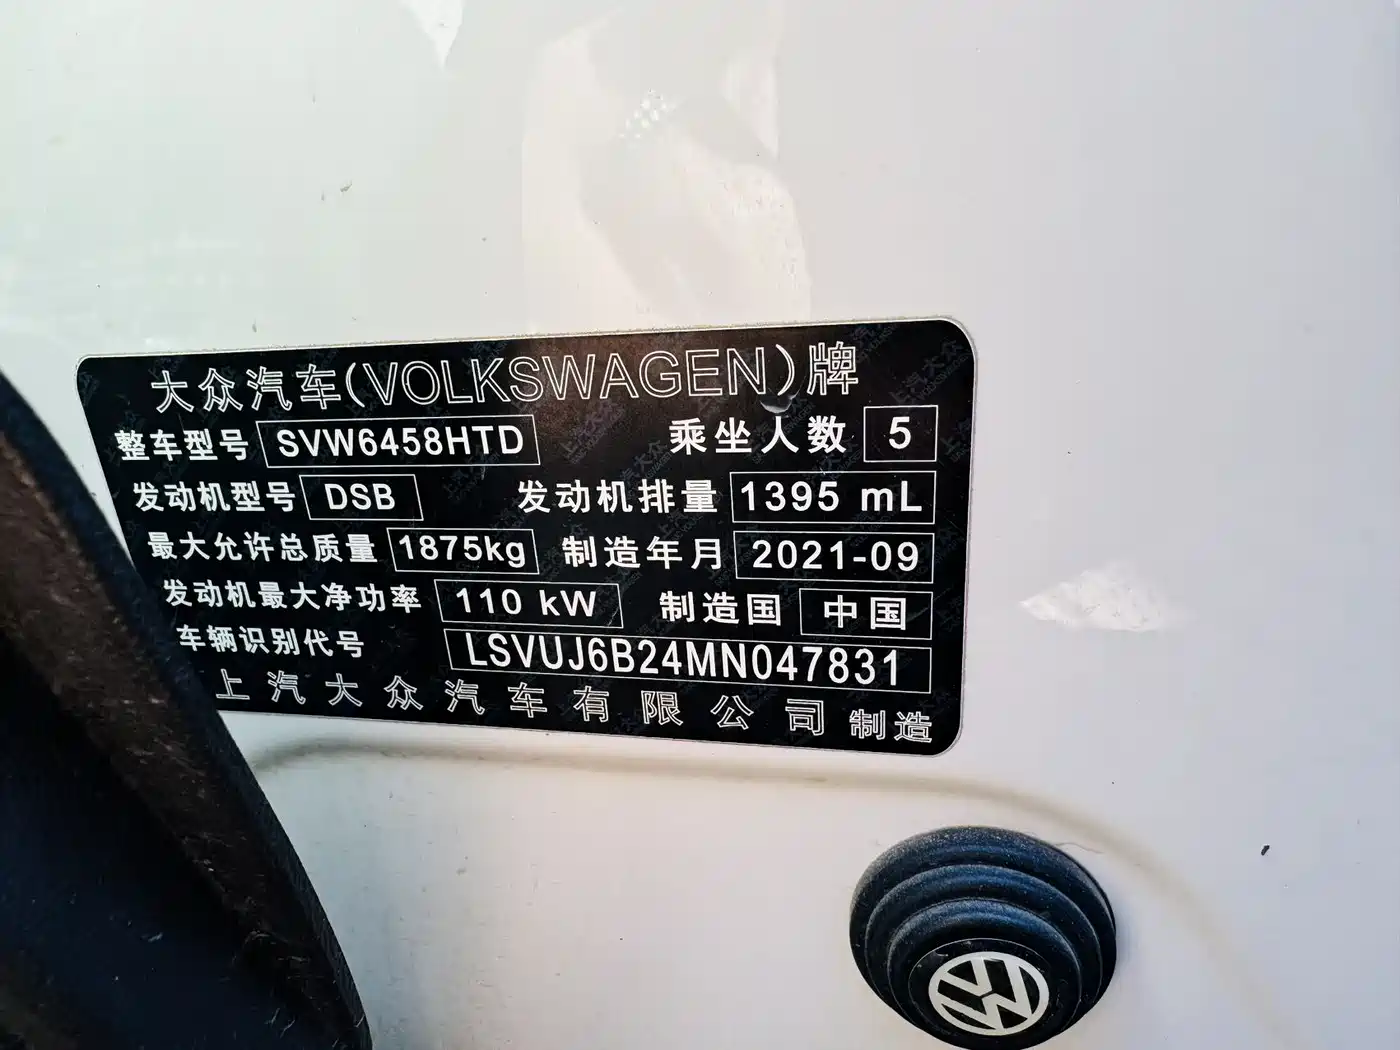 大众汽车(VOLKSWAGEN)牌
整车型号 SVW6458HTD 乘坐人数 5
发动机型号 DSB 发动机排量 1395 mL
最大允许总质量 1875kg 制造年月 2021-09
发动机最大净功率 110 kW 制造国 中国
车辆识别代号 LSVUJ6B24MN047831
上汽大众汽车有限公司 制造